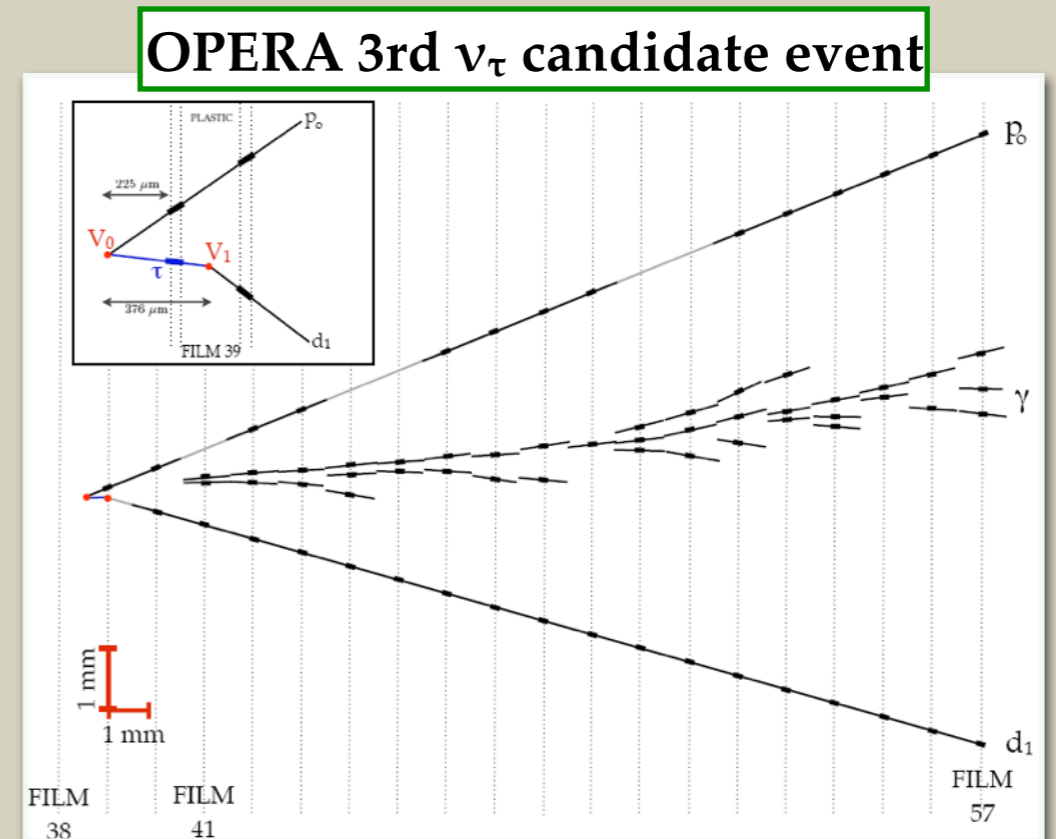 OPERA 3rd ντ candidate event
PLASTIC
p₀
225 μm
V₀
V₁
τ
376 μm
FILM 39
d₁
p₀
γ
1 mm
1 mm
d₁
FILM
38
FILM
41
FILM
57